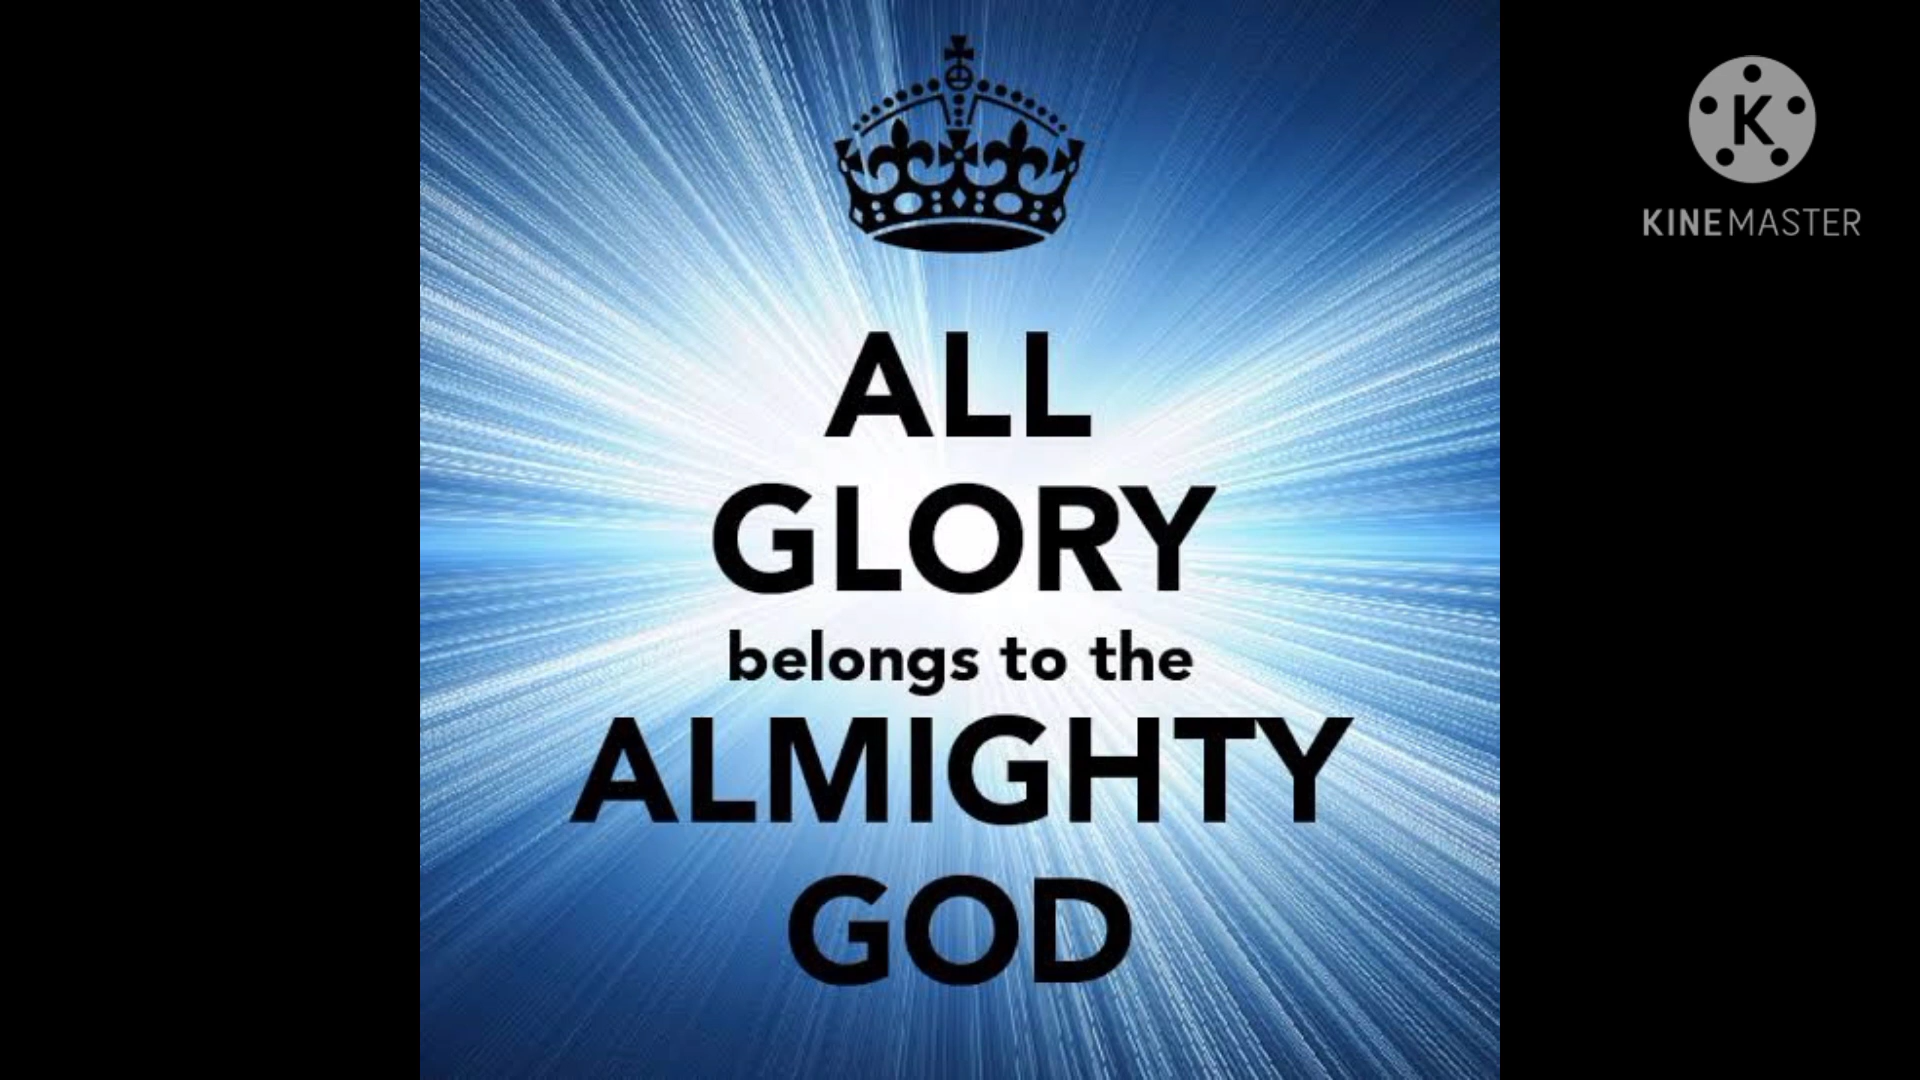 ALL
GLORY
belongs to the
ALMIGHTY
GOD
K
KINEMASTER